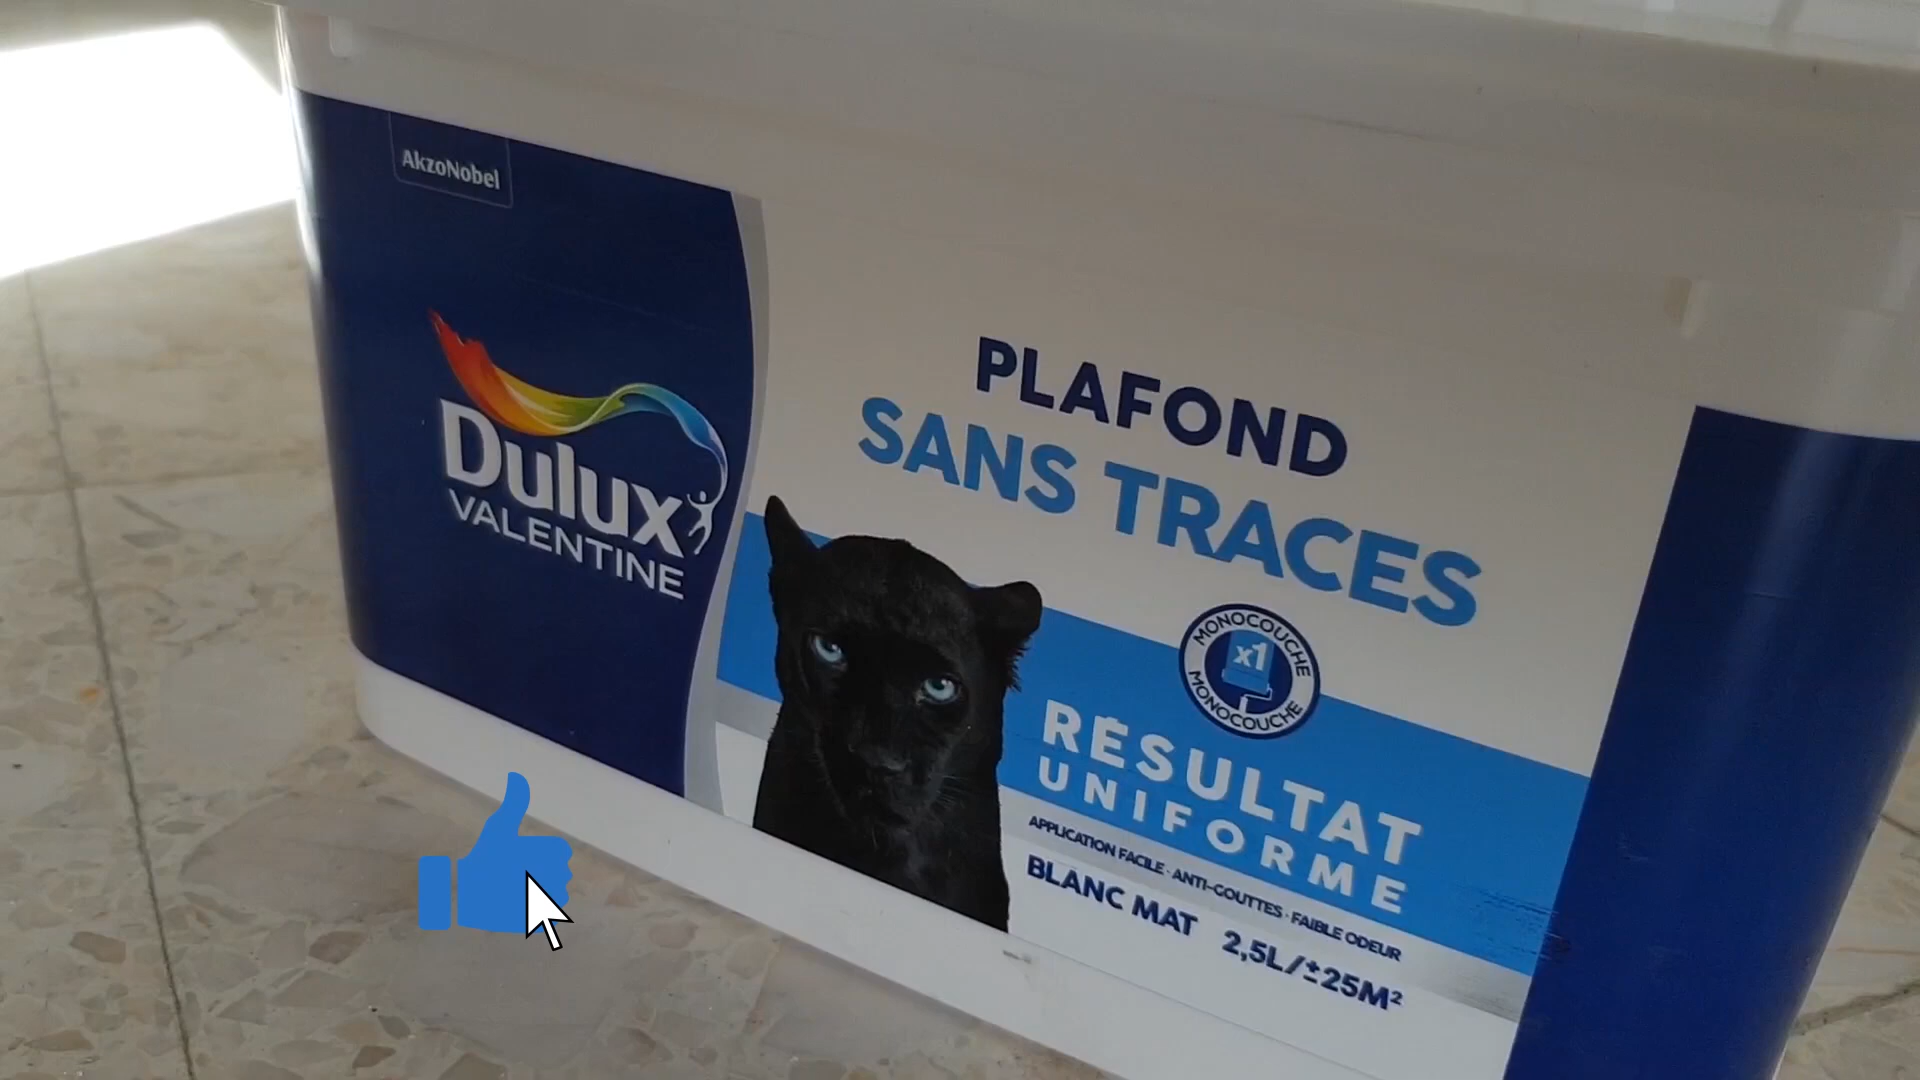 AkzoNobel
Dulux
VALENTINE
PLAFOND
SANS TRACES
MONOCOUCHE
x1
MONOCOUCHE
RÉSULTAT
UNIFORME
APPLICATION FACILE · ANTI-GOUTTES · FAIBLE ODEUR
BLANC MAT 2,5L/±25M²